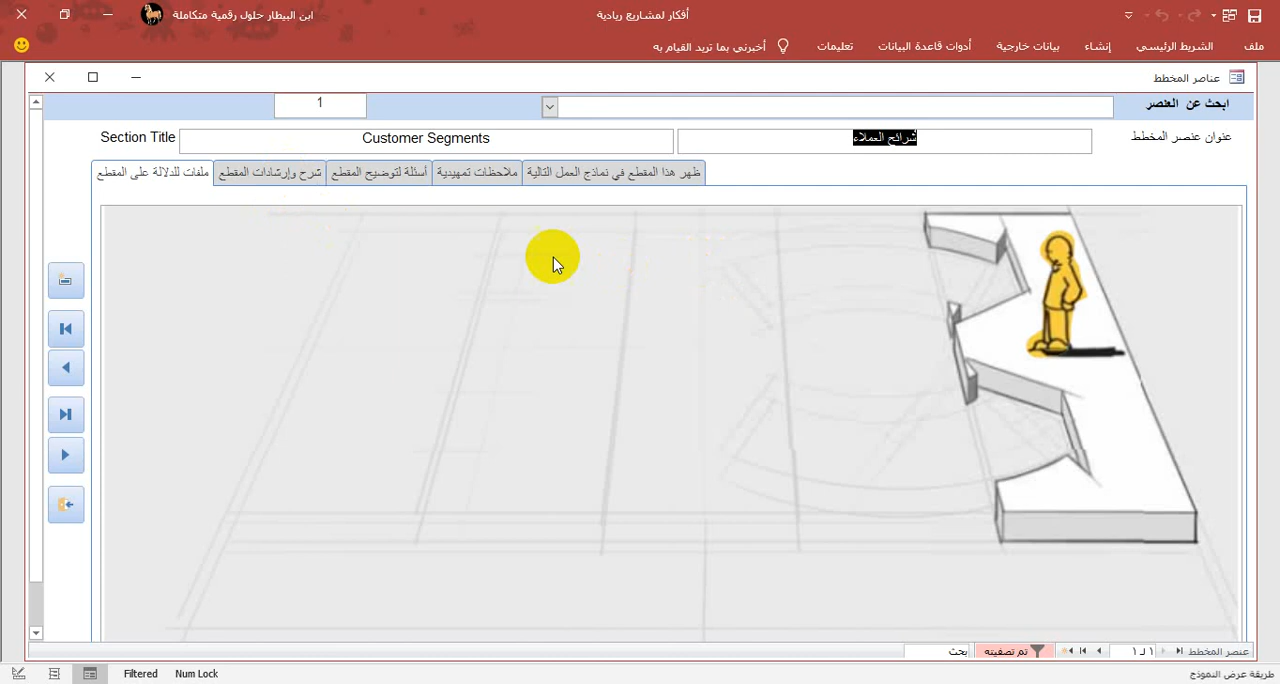 ابن البيطار حلول رقمية متكاملة
أفكار لمشاريع ريادية
ملف
الشريط الرئيسي
إنشاء
بيانات خارجية
أدوات قاعدة البيانات
تعليمات
أخبرني بما تريد القيام به
عناصر المخطط
ابحث عن العنصر
1
عنوان عنصر المخطط
شرائح العملاء
Customer Segments
Section Title
ظهر هذا المقطع في نماذج العمل التالية
ملاحظات تمهيدية
أسئلة لتوضيح المقطع
شرح وإرشادات المقطع
ملفات للدلالة على المقطع
عنصر المخطط
١ لـ ١
تم تصفيته
بحث
طريقة عرض النموذج
Filtered
Num Lock